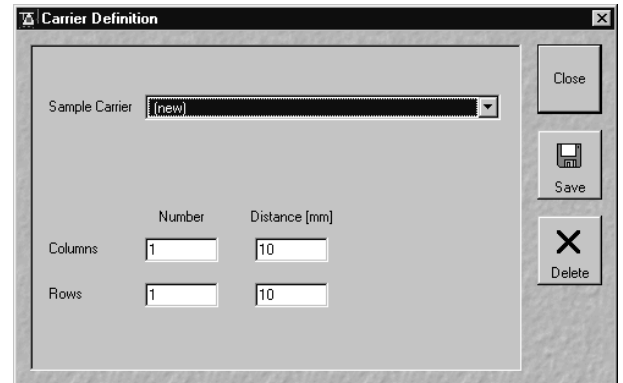 Carrier Definition
Close
Sample Carrier (new)
Save
Number Distance [mm]
Columns 1 10
Delete
Rows 1 10